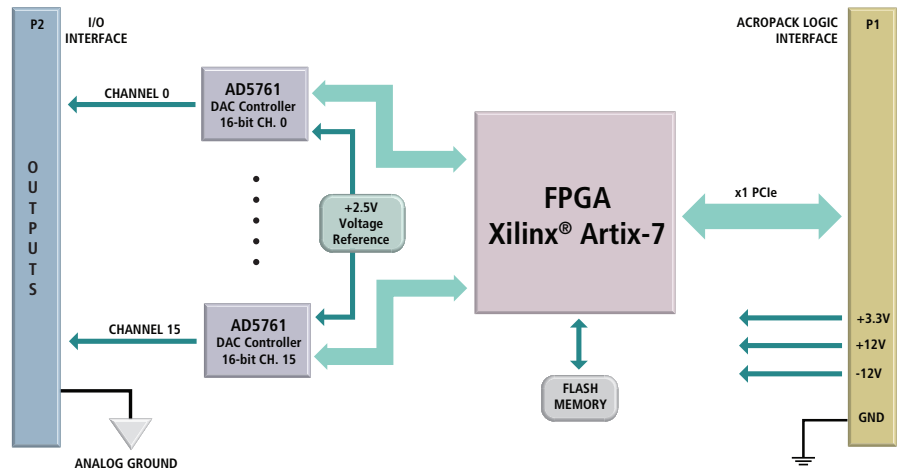 P2
I/O
INTERFACE
ACROPACK LOGIC
INTERFACE
P1
CHANNEL 0
AD5761
DAC Controller
16-bit CH. 0
OUTPUTS
+2.5V
Voltage
Reference
FPGA
Xilinx® Artix-7
x1 PCIe
CHANNEL 15
AD5761
DAC Controller
16-bit CH. 15
+3.3V
+12V
-12V
FLASH
MEMORY
GND
ANALOG GROUND